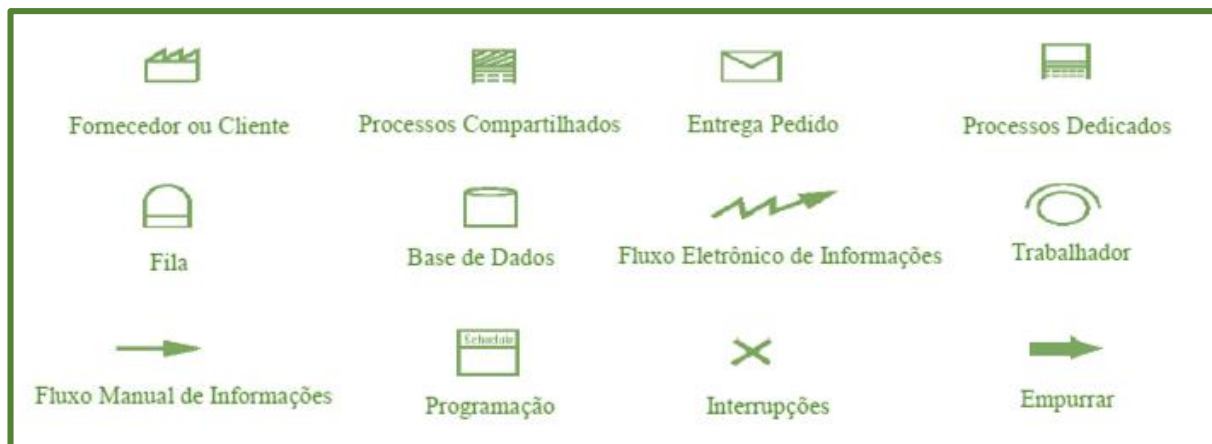 Fornecedor ou Cliente
Processos Compartilhados
Entrega Pedido
Processos Dedicados
Fila
Base de Dados
Fluxo Eletrônico de Informações
Trabalhador
Fluxo Manual de Informações
Schedule
Programação
Interrupções
Empurrar